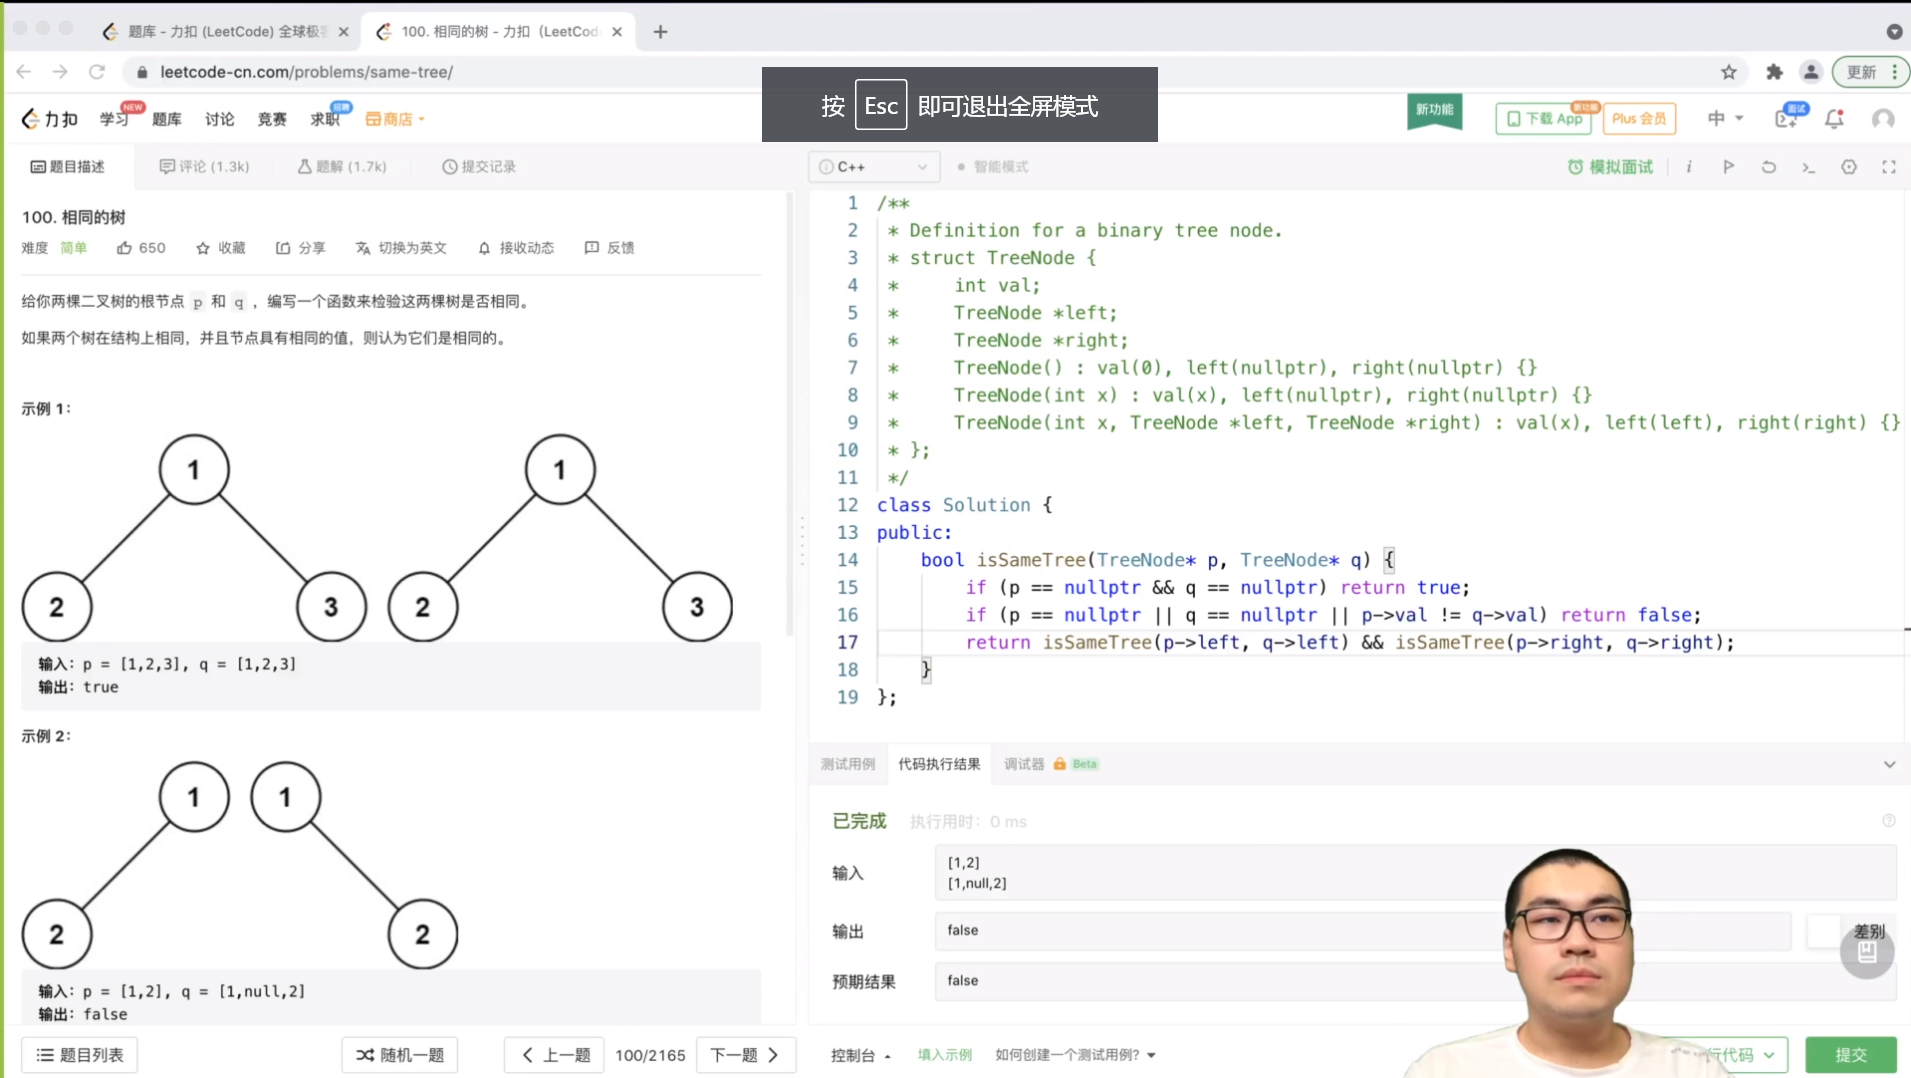 题库 - 力扣 (LeetCode) 全球极
100. 相同的树 - 力扣（LeetCod
leetcode-cn.com/problems/same-tree/
更新
按 Esc 即可退出全屏模式
力扣
学习
NEW
题库
讨论
竞赛
求职
招聘
商店
新功能
下载 App
新功能
Plus 会员
中
面试
题目描述
评论 (1.3k)
题解 (1.7k)
提交记录
C++
智能模式
模拟面试
100. 相同的树
难度 简单 650 收藏 分享 切换为英文 接收动态 反馈
给你两棵二叉树的根节点 p 和 q ，编写一个函数来检验这两棵树是否相同。
如果两个树在结构上相同，并且节点具有相同的值，则认为它们是相同的。
示例 1：
1 1
2 3 2 3
输入：p = [1,2,3], q = [1,2,3]
输出：true
示例 2：
1 1
2 2
输入：p = [1,2], q = [1,null,2]
输出：false
题目列表
随机一题
上一题
100/2165
下一题
1 /**
2 * Definition for a binary tree node.
3 * struct TreeNode {
4 *     int val;
5 *     TreeNode *left;
6 *     TreeNode *right;
7 *     TreeNode() : val(0), left(nullptr), right(nullptr) {}
8 *     TreeNode(int x) : val(x), left(nullptr), right(nullptr) {}
9 *     TreeNode(int x, TreeNode *left, TreeNode *right) : val(x), left(left), right(right) {}
10 * };
11 */
12 class Solution {
13 public:
14     bool isSameTree(TreeNode* p, TreeNode* q) {
15         if (p == nullptr && q == nullptr) return true;
16         if (p == nullptr || q == nullptr || p->val != q->val) return false;
17         return isSameTree(p->left, q->left) && isSameTree(p->right, q->right);
18     }
19 };
测试用例
代码执行结果
调试器
Beta
已完成 执行用时：0 ms
输入
[1,2]
[1,null,2]
输出
false
差别
预期结果
false
控制台
填入示例
如何创建一个测试用例?
行代码
提交